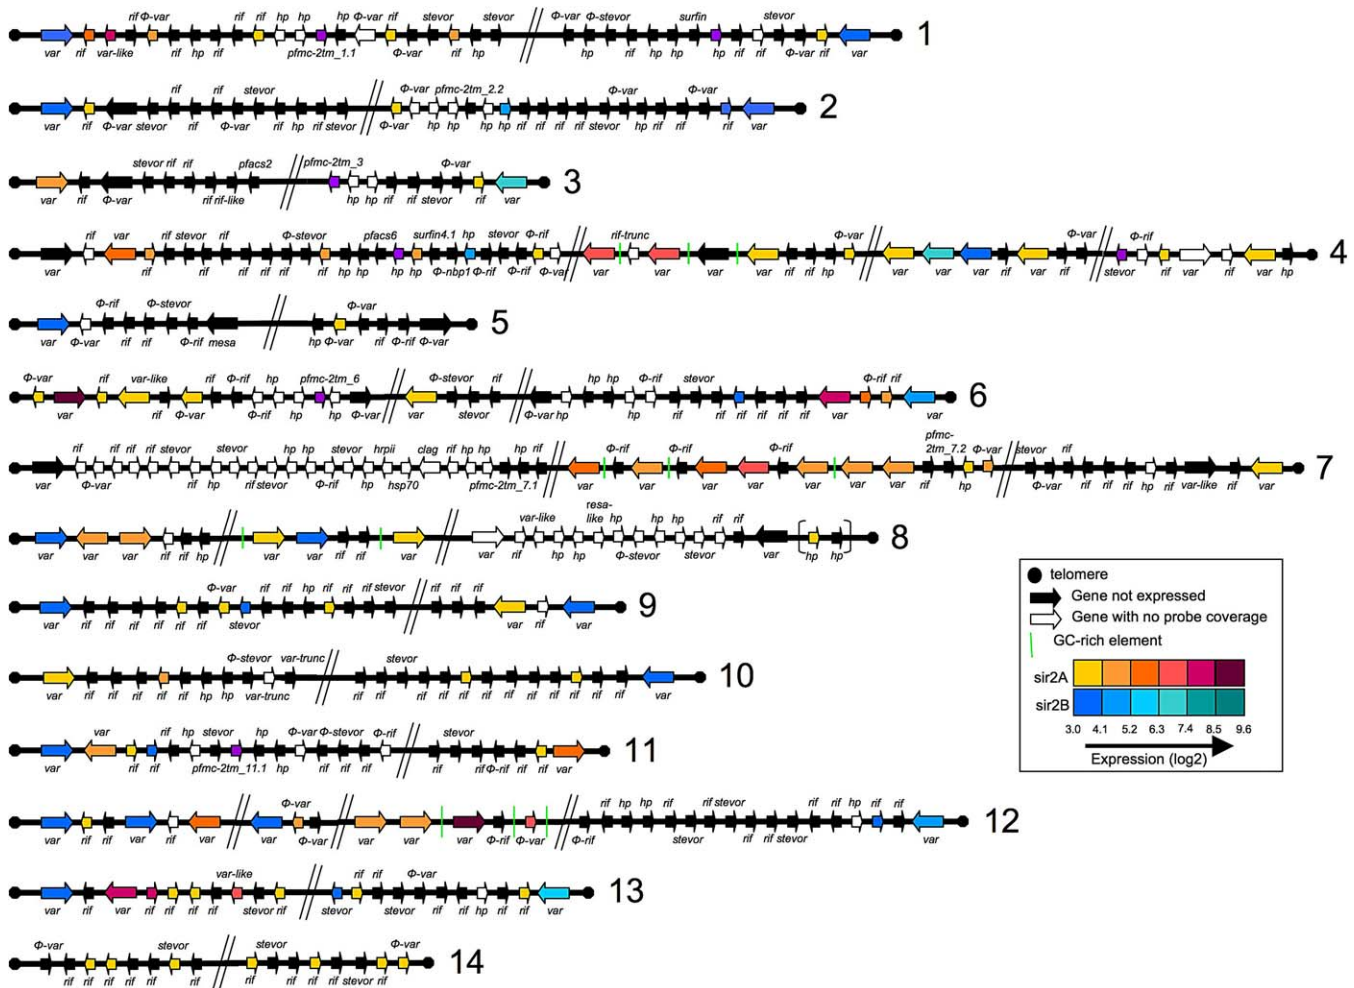 rif Φ-var rif rif hp hp hp Φ-var rif stevor stevor Φ-var Φ-stevor surfin stevor
1
var rif var-like rif hp rif pfmc-2tm_1.1 Φ-var rif hp hp rif hp hp hp rif rif Φ-var rif
rif rif stevor Φ-var pfmc-2tm_2.2 Φ-var Φ-var
2
var rif Φ-var stevor rif Φ-var rif hp rif stevor Φ-var hp hp hp hp rif rif rif rif stevor hp rif rif rif var
stevor rif rif pfacs2 pfmc-2tm_3 Φ-var
3
var rif Φ-var rif rif-like hp hp rif rif stevor rif var
rif var rif stevor rif Φ-stevor pfacs6 surfin4.1 hp stevor Φ-rif rif-trunc Φ-var Φ-var Φ-rif
4
var rif rif rif rif rif rif hp hp hp hp Φ-nbp1 Φ-rif Φ-rif Φ-var var var var var rif rif hp var var var rif var rif stevor rif var rif var hp
Φ-rif Φ-stevor Φ-var
5
var Φ-var rif rif Φ-rif mesa hp Φ-var rif Φ-rif Φ-var
Φ-var rif var-like rif Φ-rif hp pfmc-2tm_6 Φ-stevor rif hp hp Φ-rif stevor Φ-rif rif
6
var rif Φ-var Φ-rif hp hp Φ-var var stevor Φ-var hp hp rif rif rif rif rif rif var var
rif rif rif rif stevor stevor hp hp stevor hrpii clag rif hp hp hp rif Φ-rif Φ-rif Φ-rif pfmc-
2tm_7.2 Φ-var stevor rif
7
var Φ-var rif hp rif stevor Φ-rif hp hsp70 pfmc-2tm_7.1 var var var var var var var rif hp Φ-var rif rif rif hp rif var-like rif var
var-like resa-
like hp hp hp rif rif
8
var var var rif rif hp var var rif rif var var rif hp hp Φ-stevor stevor var hp hp
Φ-var rif rif hp rif rif rif stevor rif rif rif
9
var rif rif rif rif rif rif stevor var rif var
Φ-stevor var-trunc stevor
10
var rif rif rif rif rif hp hp var-trunc rif rif rif rif rif rif rif rif rif rif rif rif rif var
var rif hp stevor hp Φ-var Φ-stevor Φ-rif stevor
11
var rif rif pfmc-2tm_11.1 hp rif rif rif rif rif Φ-rif rif rif var
Φ-var rif hp hp rif rif stevor rif rif hp rif rif
12
var rif rif var rif var var Φ-var var var var Φ-rif Φ-var Φ-rif stevor var rif rif stevor var
var-like rif rif Φ-var
13
var rif var rif rif rif rif stevor rif stevor stevor rif rif hp rif rif var
Φ-var stevor stevor Φ-var
14
rif rif rif rif rif rif rif rif rif rif stevor rif
telomere
Gene not expressed
Gene with no probe coverage
GC-rich element
sir2A
sir2B
3.0 4.1 5.2 6.3 7.4 8.5 9.6
Expression (log2)